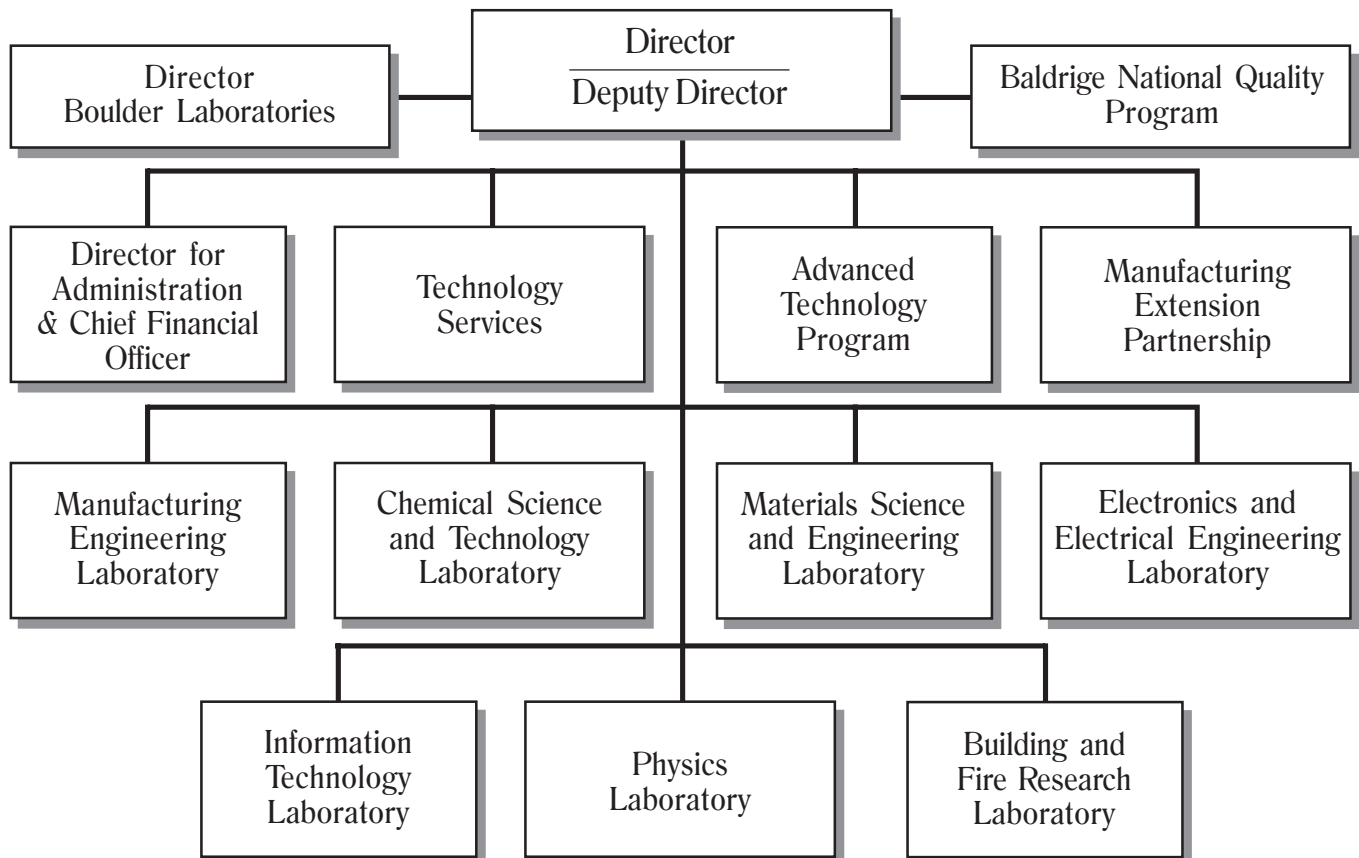 Director
Deputy Director
Director
Boulder Laboratories
Baldrige National Quality
Program
Director for
Administration
& Chief Financial
Officer
Technology
Services
Advanced
Technology
Program
Manufacturing
Extension
Partnership
Manufacturing
Engineering
Laboratory
Chemical Science
and Technology
Laboratory
Materials Science
and Engineering
Laboratory
Electronics and
Electrical Engineering
Laboratory
Information
Technology
Laboratory
Physics
Laboratory
Building and
Fire Research
Laboratory